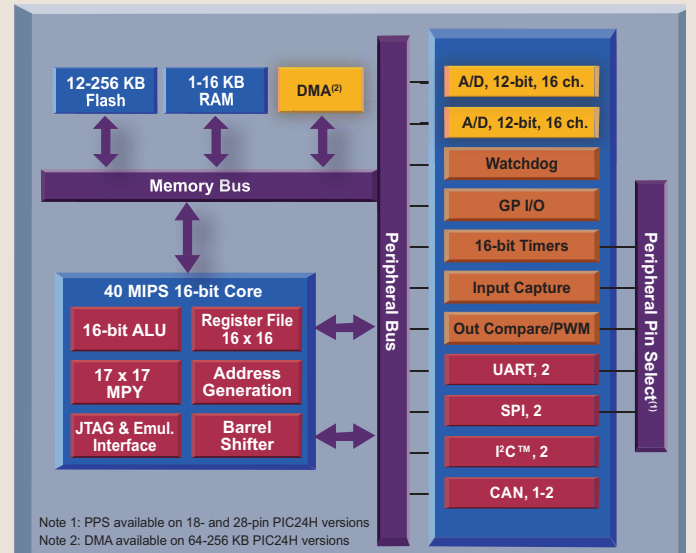 12-256 KB
Flash
1-16 KB
RAM
DMA(2)
Memory Bus
40 MIPS 16-bit Core
16-bit ALU
Register File
16 x 16
17 x 17
MPY
Address
Generation
JTAG & Emul.
Interface
Barrel
Shifter
Peripheral Bus
A/D, 12-bit, 16 ch.
A/D, 12-bit, 16 ch.
Watchdog
GP I/O
16-bit Timers
Input Capture
Out Compare/PWM
UART, 2
SPI, 2
I²C™, 2
CAN, 1-2
Peripheral Pin Select(1)
Note 1: PPS available on 18- and 28-pin PIC24H versions
Note 2: DMA available on 64-256 KB PIC24H versions